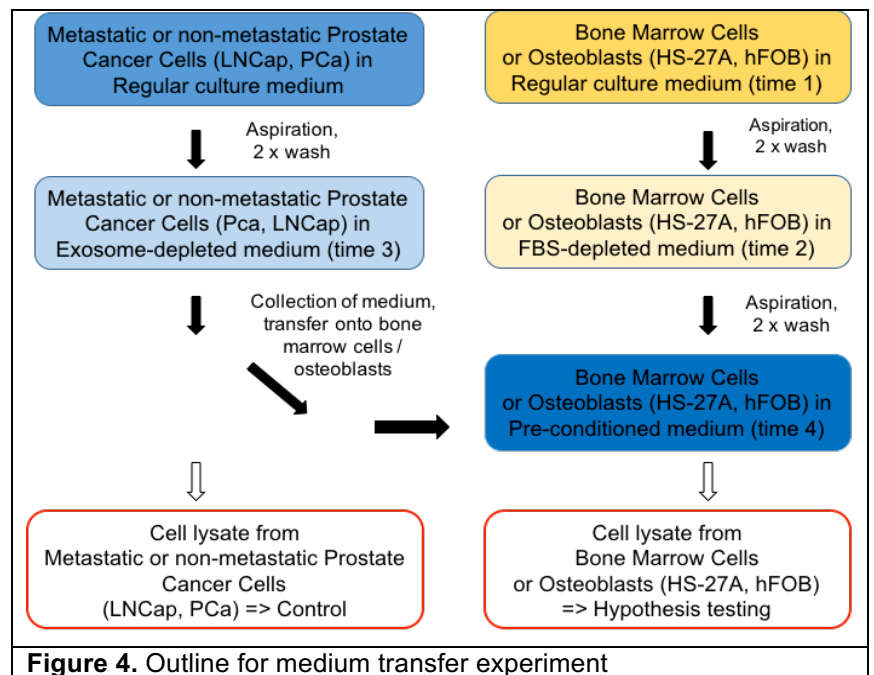 Metastatic or non-metastatic Prostate
Cancer Cells (LNCap, PCa) in
Regular culture medium
Aspiration,
2 x wash
Metastatic or non-metastatic Prostate
Cancer Cells (Pca, LNCap) in
Exosome-depleted medium (time 3)
Collection of medium,
transfer onto bone
marrow cells /
osteoblasts
Cell lysate from
Metastatic or non-metastatic Prostate
Cancer Cells
(LNCap, PCa) => Control
Bone Marrow Cells
or Osteoblasts (HS-27A, hFOB) in
Regular culture medium (time 1)
Aspiration,
2 x wash
Bone Marrow Cells
or Osteoblasts (HS-27A, hFOB) in
FBS-depleted medium (time 2)
Aspiration,
2 x wash
Bone Marrow Cells
or Osteoblasts (HS-27A, hFOB) in
Pre-conditioned medium (time 4)
Cell lysate from
Bone Marrow Cells
or Osteoblasts (HS-27A, hFOB)
=> Hypothesis testing
Figure 4. Outline for medium transfer experiment